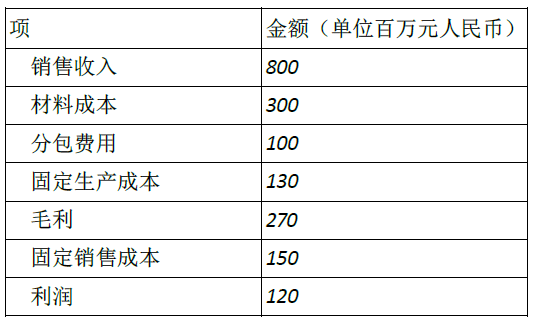 项 金额（单位百万元人民币）
销售收入 800
材料成本 300
分包费用 100
固定生产成本 130
毛利 270
固定销售成本 150
利润 120